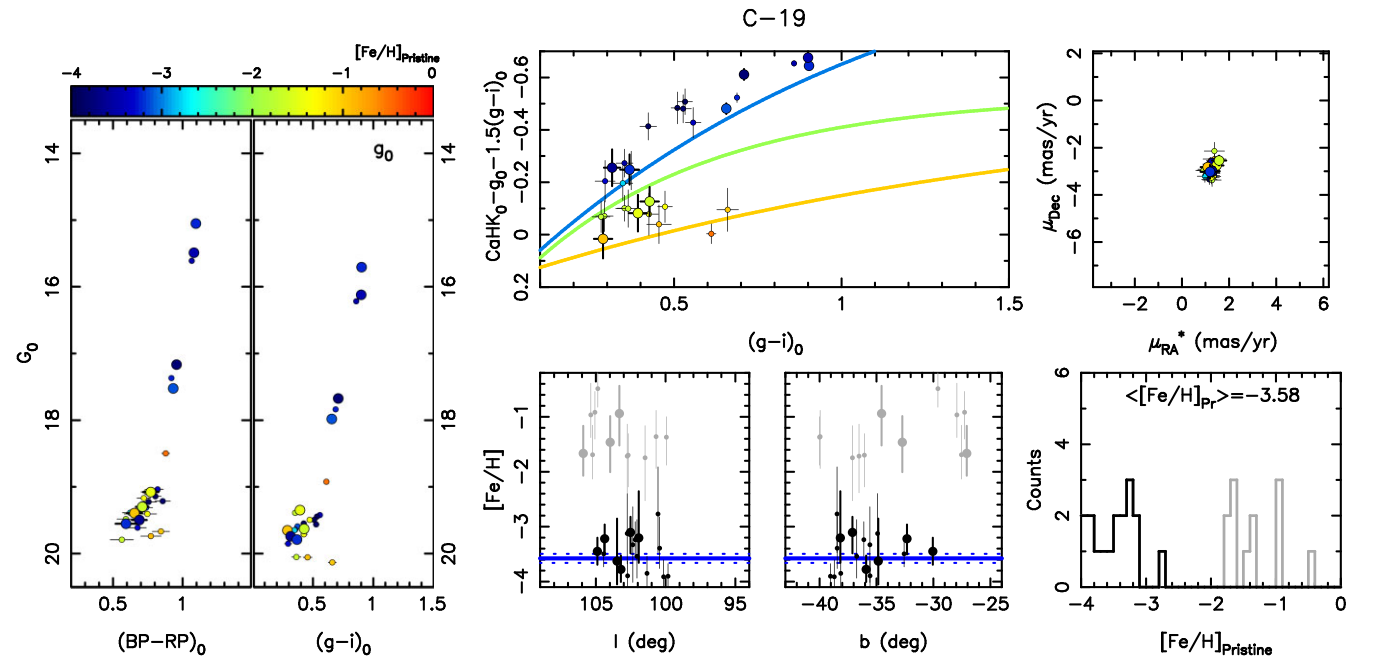 C−19
[Fe/H]Pristine
−4 −3 −2 −1 0
14 16 18 20
G0
0.5 1
(BP−RP)0
g0
14 16 18 20
0.5 1 1.5
(g−i)0
−0.6 −0.4 −0.2 0 0.2
CaHK0−g0−1.5(g−i)0
0.5 1 1.5
(g−i)0
2 0 −2 −4 −6
μDec (mas/yr)
−2 0 2 4 6
μRA* (mas/yr)
−1 −2 −3 −4
[Fe/H]
105 100 95
l (deg)
−40 −35 −30 −25
b (deg)
<[Fe/H]Pr>=−3.58
6 4 2 0
Counts
−4 −3 −2 −1 0
[Fe/H]Pristine